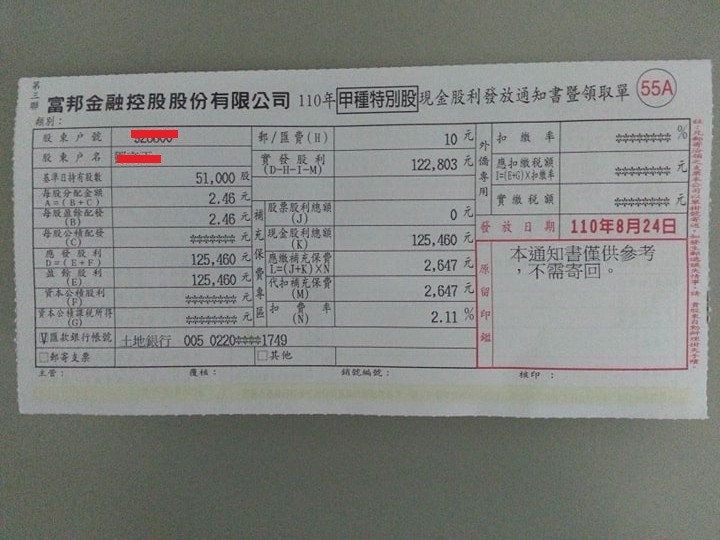 第三聯
富邦金融控股股份有限公司 110年 甲種特別股 現金股利發放通知書暨領取單
55A
類別:
股東戶號
股東戶名
基準日持有股數 51,000 股
每股分配金額 A=(B+C) 2.46 元
每股盈餘配發 (B) 2.46 元
每股公積配發 (C) ******* 元
應發股利 D=(E+F) 125,460 元
盈餘股利 (E) 125,460 元
資本公積股利 (F) ******** 元
資本公積課稅所得 (G) ******** 元
郵/匯費(H) 10 元
實發股利 (D-H-I-M) 122,803 元
補充保費專區
股票股利總額 (J) 0 元
現金股利總額 (K) 125,460 元
應繳補充保費 L=(J+K)×N 2,647 元
代扣補充保費 (M) 2,647 元
扣費率 (N) 2.11 %
外僑專用
扣繳率 ******** %
應扣繳稅額 I=(E+G)×扣繳率 ******** 元
實繳稅額 ******** 元
發放日期 110年8月24日
原留印鑑
本通知書僅供參考
，不需寄回。
V匯款銀行帳號 土地銀行 005 0220****1749
□郵寄支票 □其他
主管: 覆核: 銷號編號: 核印: